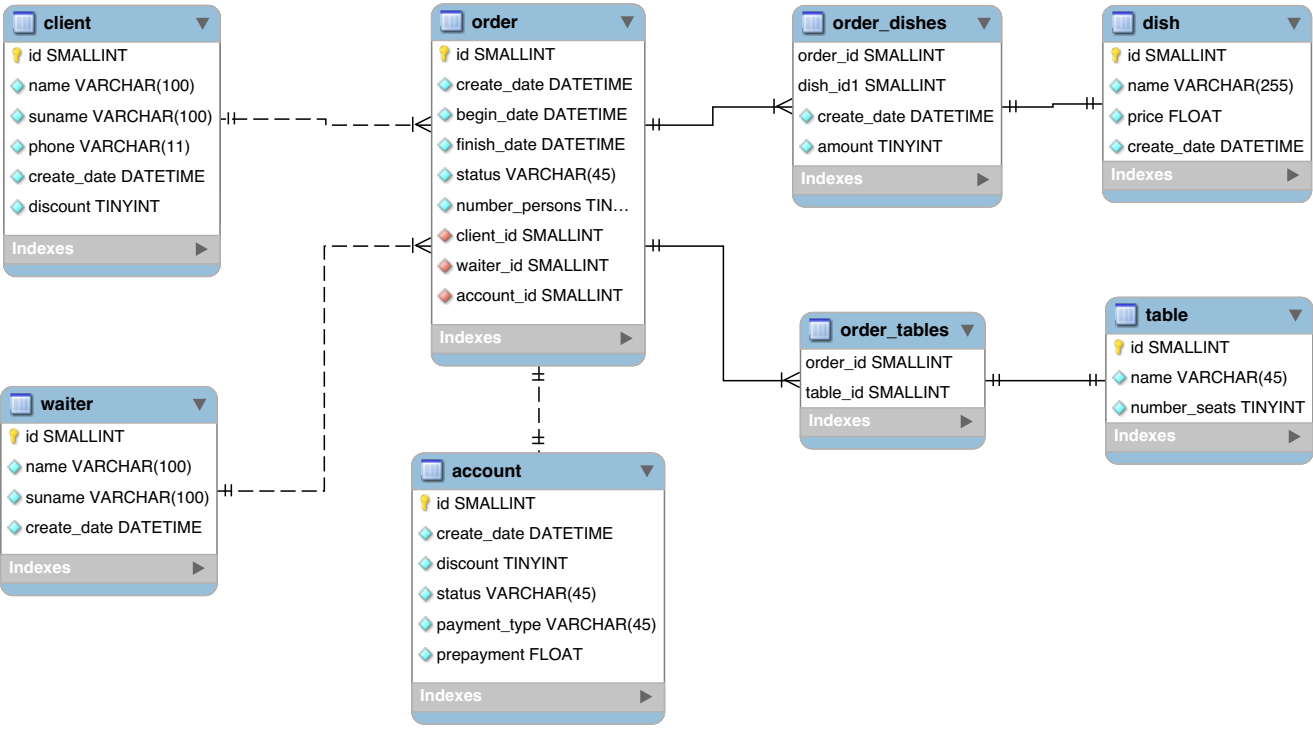 client
id SMALLINT
name VARCHAR(100)
suname VARCHAR(100)
phone VARCHAR(11)
create_date DATETIME
discount TINYINT
Indexes
order
id SMALLINT
create_date DATETIME
begin_date DATETIME
finish_date DATETIME
status VARCHAR(45)
number_persons TIN…
client_id SMALLINT
waiter_id SMALLINT
account_id SMALLINT
Indexes
order_dishes
order_id SMALLINT
dish_id1 SMALLINT
create_date DATETIME
amount TINYINT
Indexes
dish
id SMALLINT
name VARCHAR(255)
price FLOAT
create_date DATETIME
Indexes
waiter
id SMALLINT
name VARCHAR(100)
suname VARCHAR(100)
create_date DATETIME
Indexes
account
id SMALLINT
create_date DATETIME
discount TINYINT
status VARCHAR(45)
payment_type VARCHAR(45)
prepayment FLOAT
Indexes
order_tables
order_id SMALLINT
table_id SMALLINT
Indexes
table
id SMALLINT
name VARCHAR(45)
number_seats TINYINT
Indexes